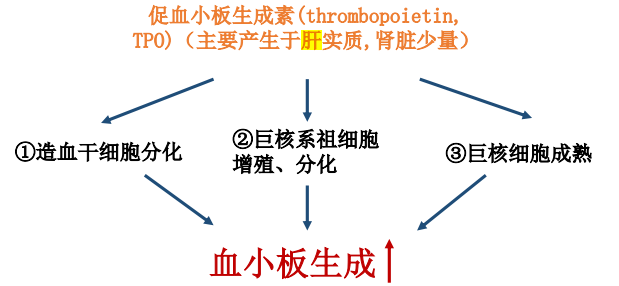 促血小板生成素(thrombopoietin,
TPO)（主要产生于肝实质,肾脏少量）
①造血干细胞分化
②巨核系祖细胞
增殖、分化
③巨核细胞成熟
血小板生成